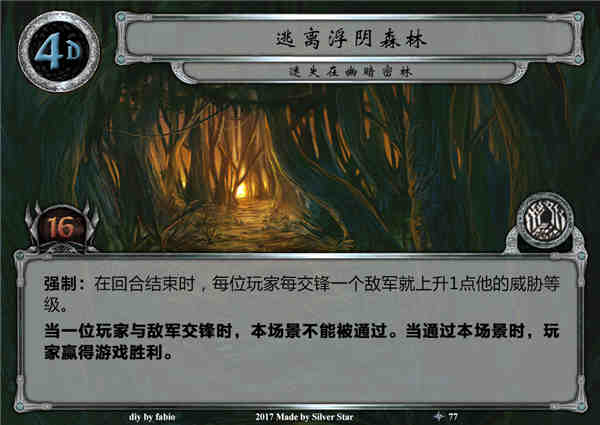 4D
逃离浮阴森林
迷失在幽暗密林
16
强制：在回合结束时，每位玩家每交锋一个敌军就上升1点他的威胁等
级。
当一位玩家与敌军交锋时，本场景不能被通过。当通过本场景时，玩
家赢得游戏胜利。
diy by fabio 2017 Made by Silver Star 77